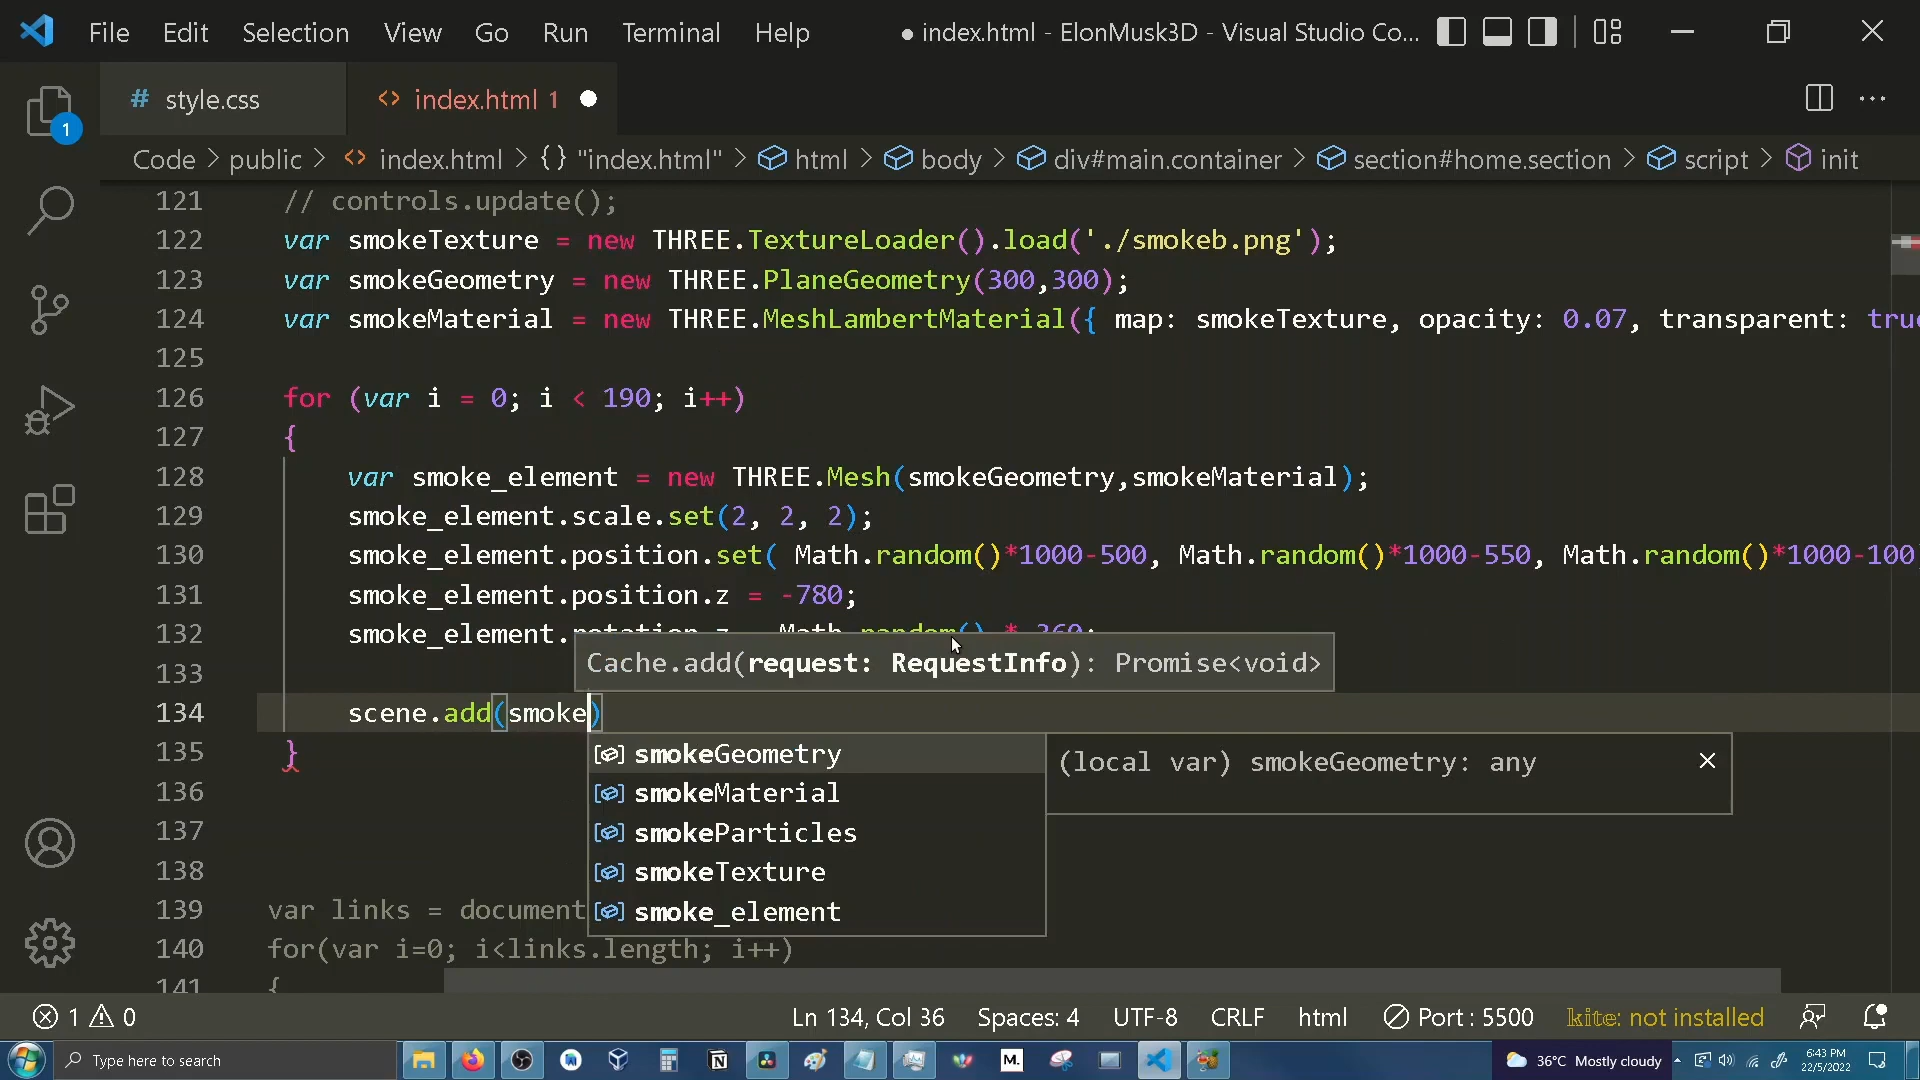 File Edit Selection View Go Run Terminal Help ● index.html - ElonMusk3D - Visual Studio Co...
# style.css <> index.html 1
1
Code > public > <> index.html > {} "index.html" > html > body > div#main.container > section#home.section > script > init
121 // controls.update();
122 var smokeTexture = new THREE.TextureLoader().load('./smokeb.png');
123 var smokeGeometry = new THREE.PlaneGeometry(300,300);
124 var smokeMaterial = new THREE.MeshLambertMaterial({ map: smokeTexture, opacity: 0.07, transparent: true
125
126 for (var i = 0; i < 190; i++)
127 {
128 var smoke_element = new THREE.Mesh(smokeGeometry,smokeMaterial);
129 smoke_element.scale.set(2, 2, 2);
130 smoke_element.position.set( Math.random()*1000-500, Math.random()*1000-550, Math.random()*1000-100
131 smoke_element.position.z = -780;
132 smoke_element.rotation.z = Math.random() * 360;
Cache.add(request: RequestInfo): Promise<void>
133
134 scene.add(smoke)
135 }
smokeGeometry
(local var) smokeGeometry: any
136
smokeMaterial
137
smokeParticles
138
smokeTexture
139 var links = document
smoke_element
140 for(var i=0; i<links.length; i++)
141 {
1 0 Ln 134, Col 36 Spaces: 4 UTF-8 CRLF html Port : 5500 kite: not installed
Type here to search
M.
36°C Mostly cloudy
6:43 PM
22/5/2022